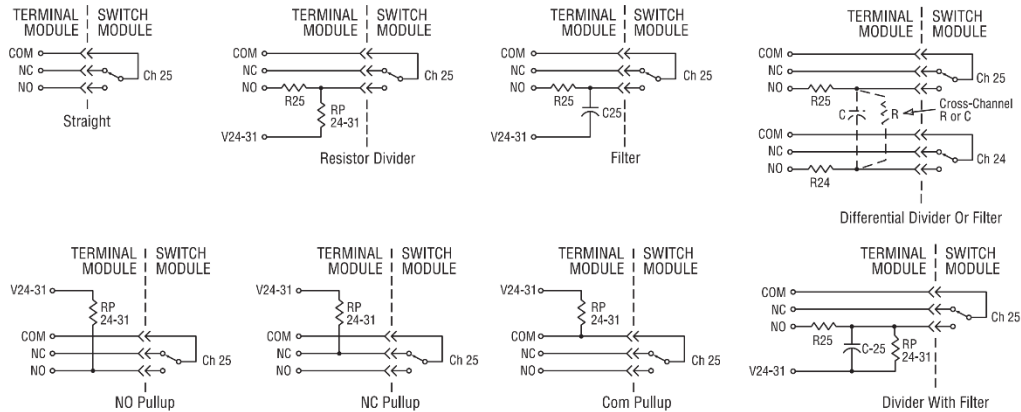 TERMINAL MODULE SWITCH MODULE
COM
NC
NO
Ch 25
Straight
TERMINAL MODULE SWITCH MODULE
COM
NC
NO
Ch 25
R25
RP
24-31
V24-31
Resistor Divider
TERMINAL MODULE SWITCH MODULE
COM
NC
NO
Ch 25
R25
C25
V24-31
Filter
TERMINAL MODULE SWITCH MODULE
COM
NC
NO
Ch 25
R25
C
R
Cross-Channel
R or C
COM
NC
NO
Ch 24
R24
Differential Divider Or Filter
TERMINAL MODULE SWITCH MODULE
V24-31
RP
24-31
COM
NC
NO
Ch 25
NO Pullup
TERMINAL MODULE SWITCH MODULE
V24-31
RP
24-31
COM
NC
NO
Ch 25
NC Pullup
TERMINAL MODULE SWITCH MODULE
V24-31
RP
24-31
COM
NC
NO
Ch 25
Com Pullup
TERMINAL MODULE SWITCH MODULE
COM
NC
NO
Ch 25
R25
C-25
RP
24-31
V24-31
Divider With Filter